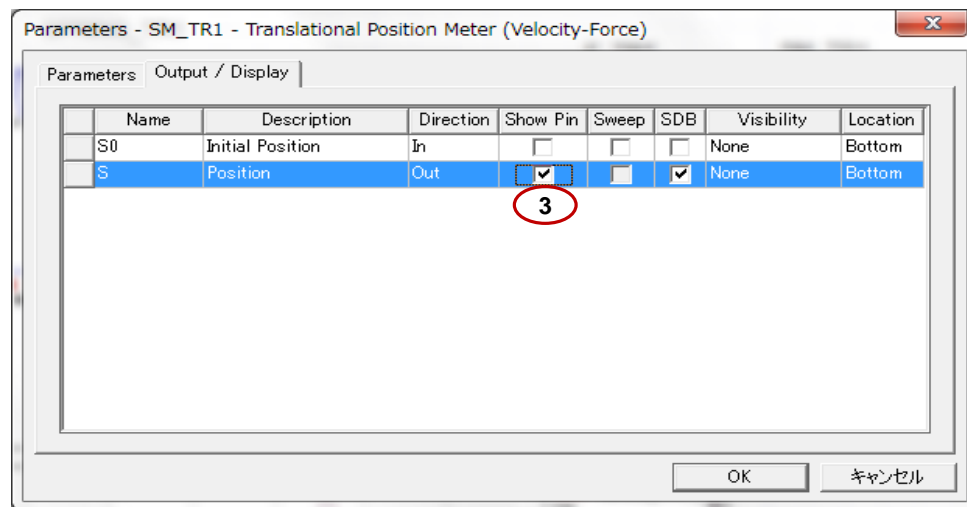 Parameters - SM_TR1 - Translational Position Meter (Velocity-Force)
Parameters Output / Display
Name Description Direction Show Pin Sweep SDB Visibility Location
S0 Initial Position In None Bottom
S Position Out None Bottom
3
OK キャンセル